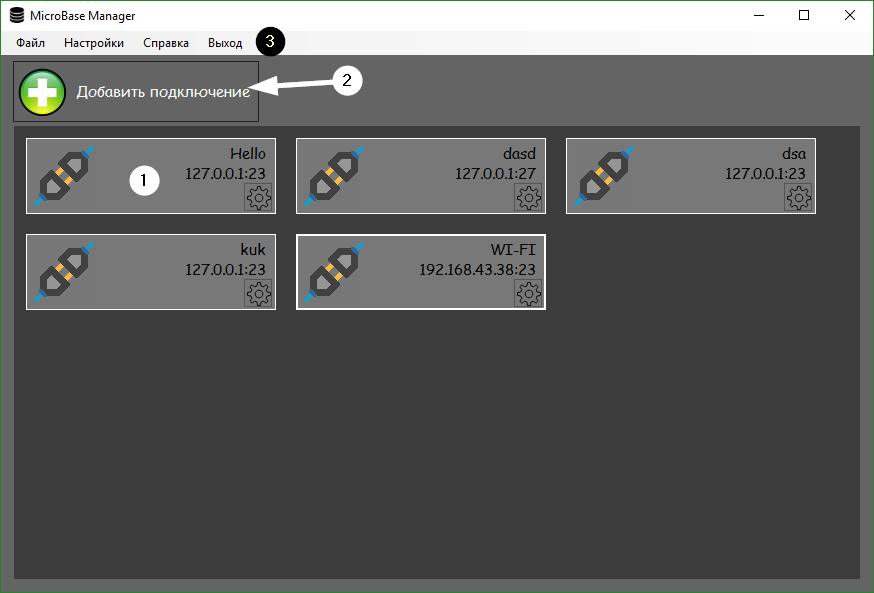 MicroBase Manager
Файл Настройки Справка Выход 3
Добавить подключение 2
Hello
127.0.0.1:23
1
dasd
127.0.0.1:27
dsa
127.0.0.1:23
kuk
127.0.0.1:23
WI-FI
192.168.43.38:23